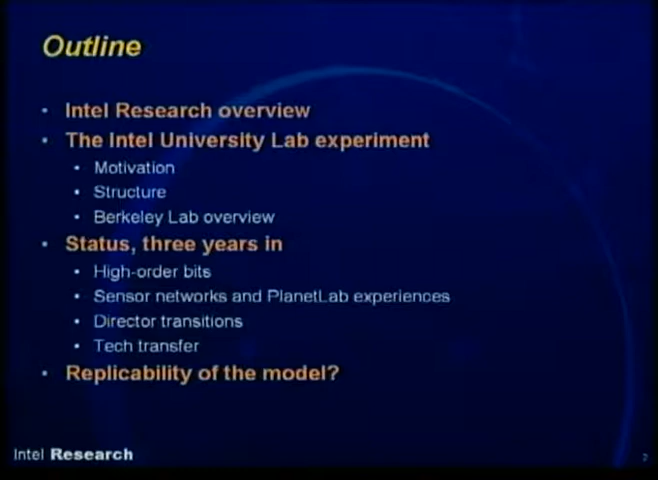 Outline
• Intel Research overview
• The Intel University Lab experiment
• Motivation
• Structure
• Berkeley Lab overview
• Status, three years in
• High-order bits
• Sensor networks and PlanetLab experiences
• Director transitions
• Tech transfer
• Replicability of the model?
Intel Research
2